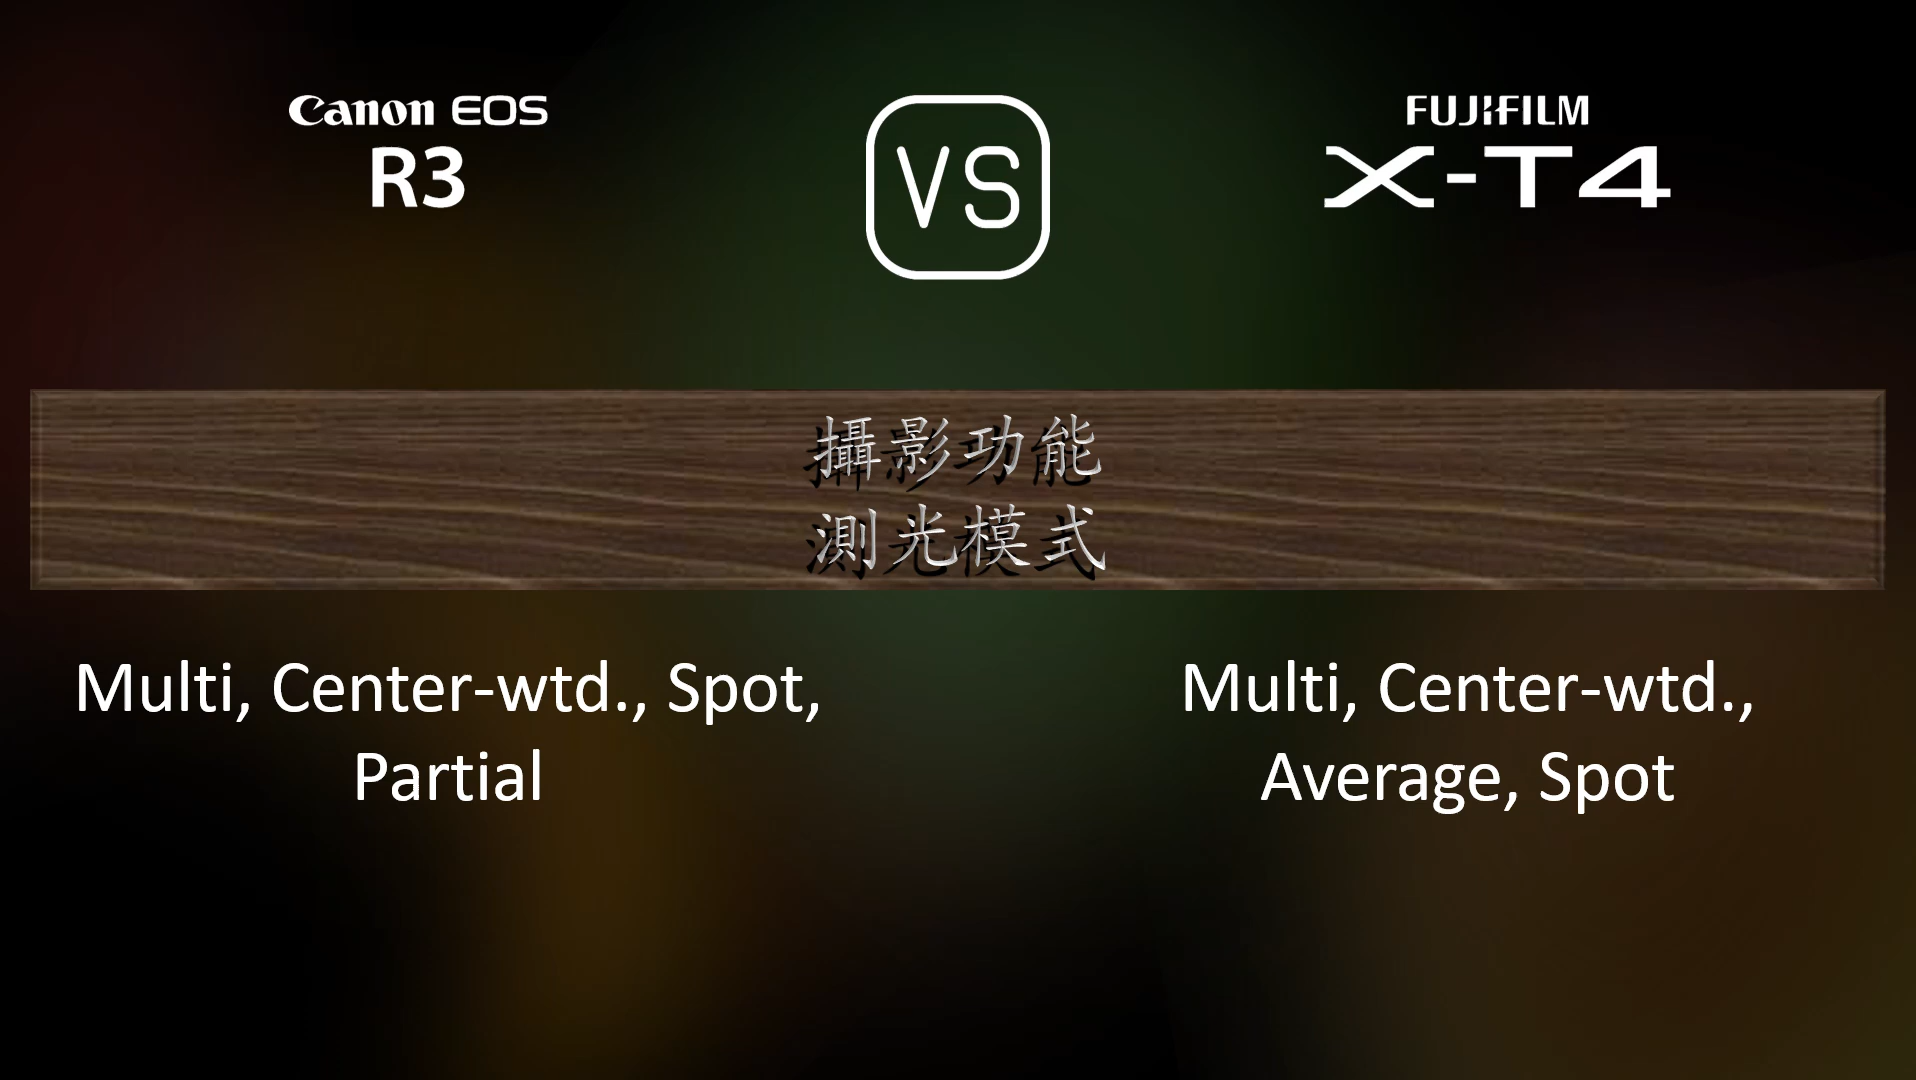 Canon EOS
R3
VS
FUJIFILM
X-T4
攝影功能
測光模式
Multi, Center-wtd., Spot,
Partial
Multi, Center-wtd.,
Average, Spot